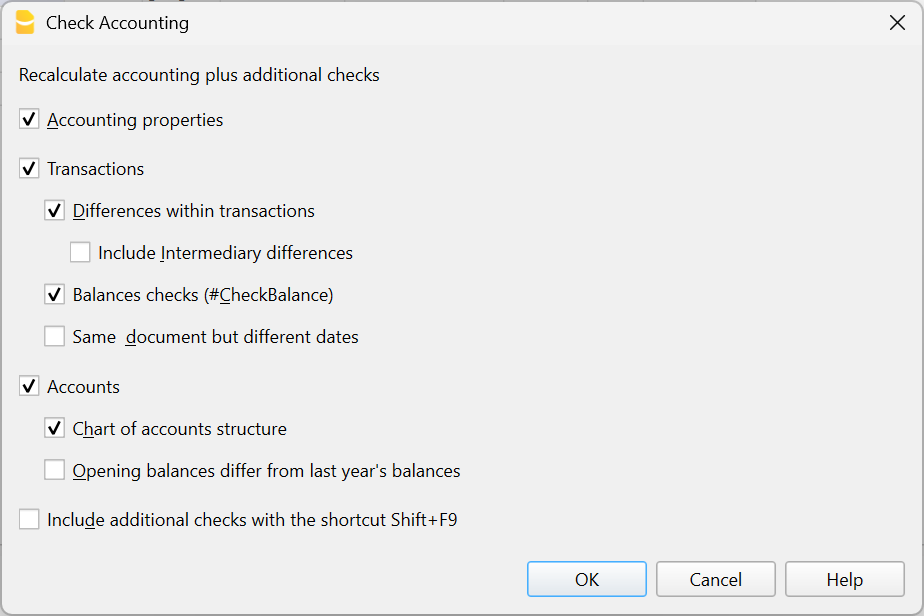 Check Accounting
Recalculate accounting plus additional checks
Accounting properties
Transactions
Differences within transactions
Include Intermediary differences
Balances checks (#CheckBalance)
Same  document but different dates
Accounts
Chart of accounts structure
Opening balances differ from last year's balances
Include additional checks with the shortcut Shift+F9
OK Cancel Help